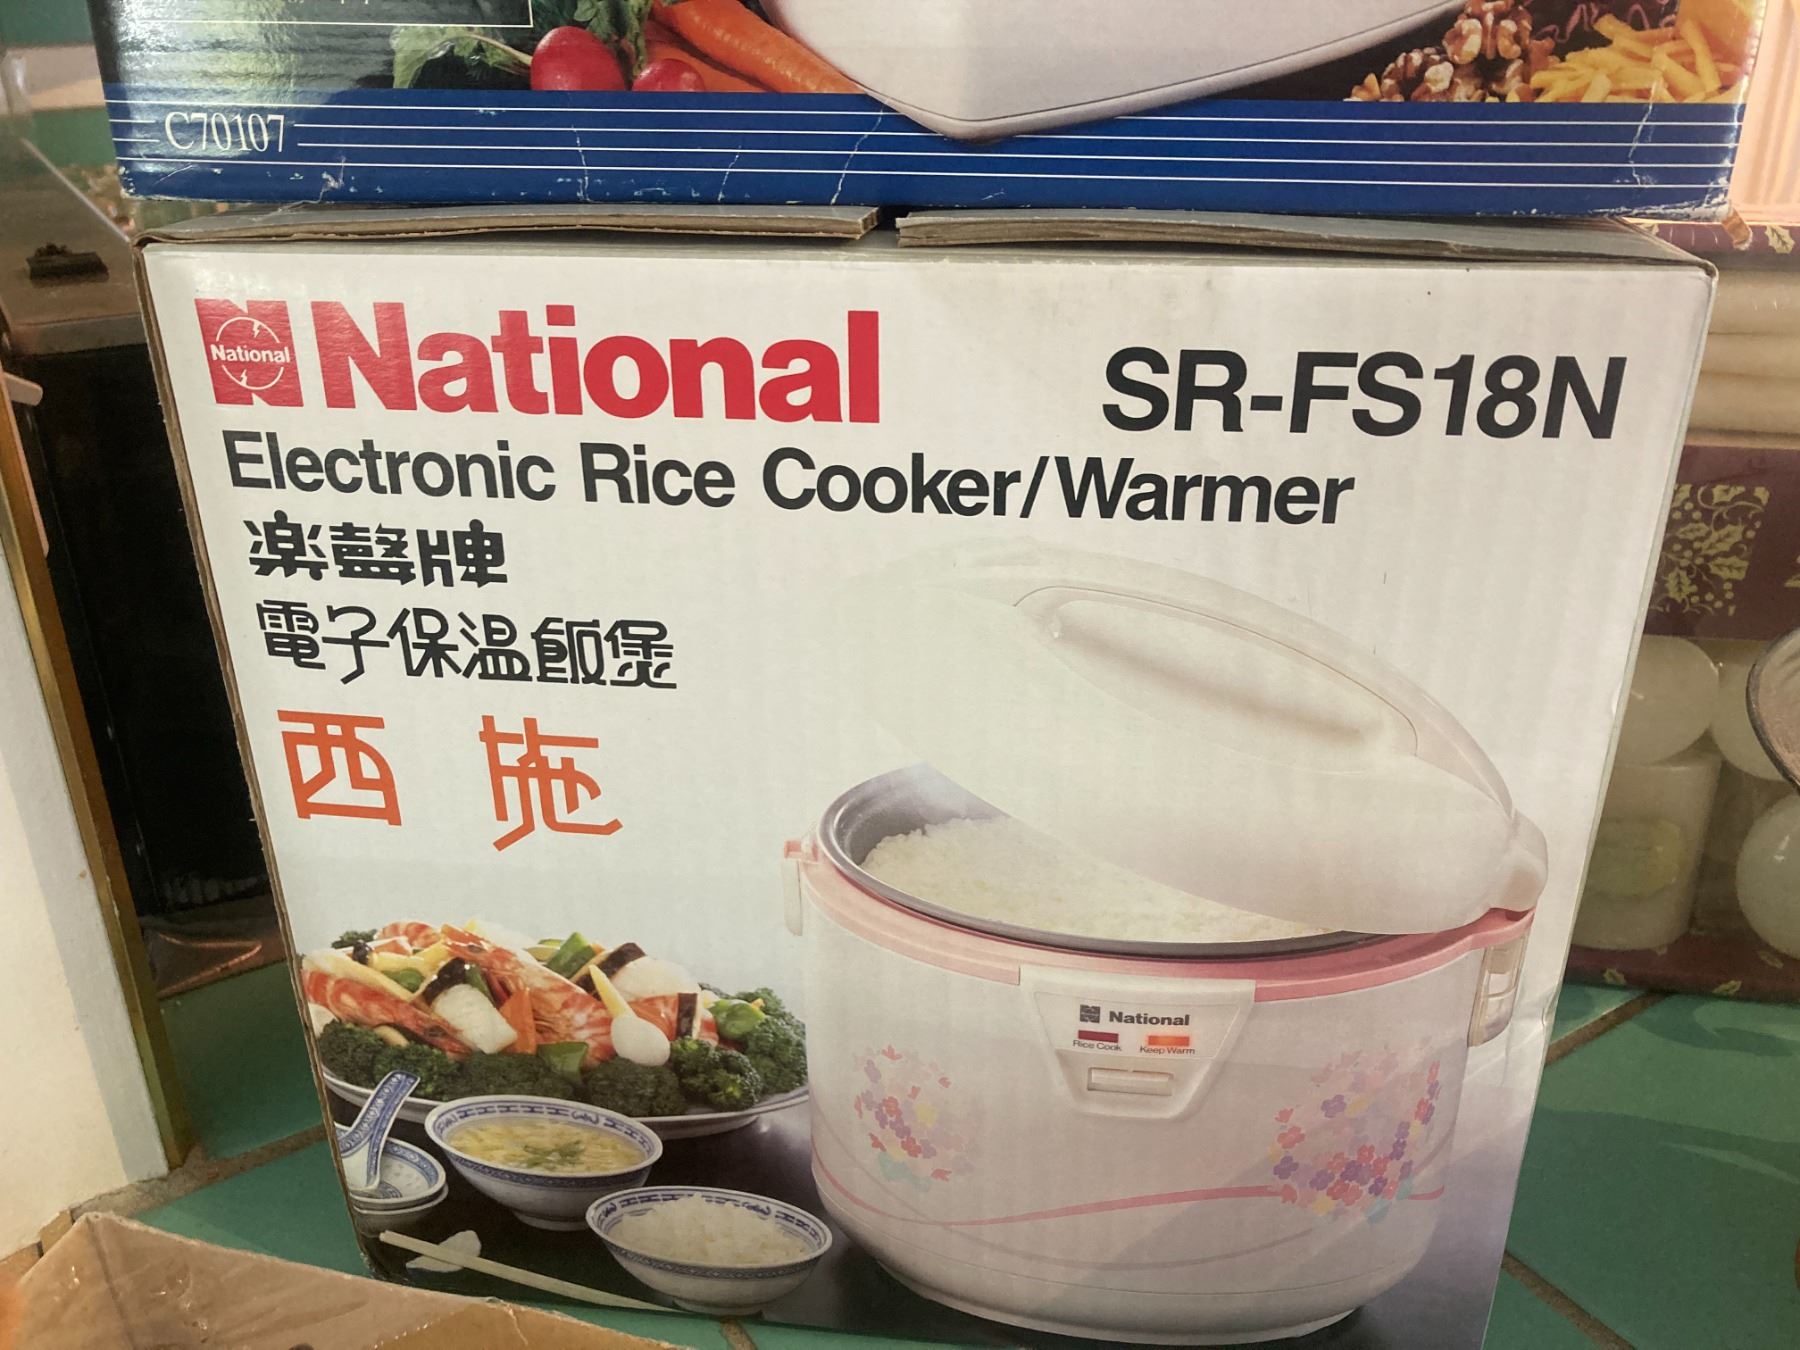 C70107
National
National
SR-FS18N
Electronic Rice Cooker/Warmer
楽聲牌
電子保温飯煲
西施
National
Rice Cook
Keep Warm